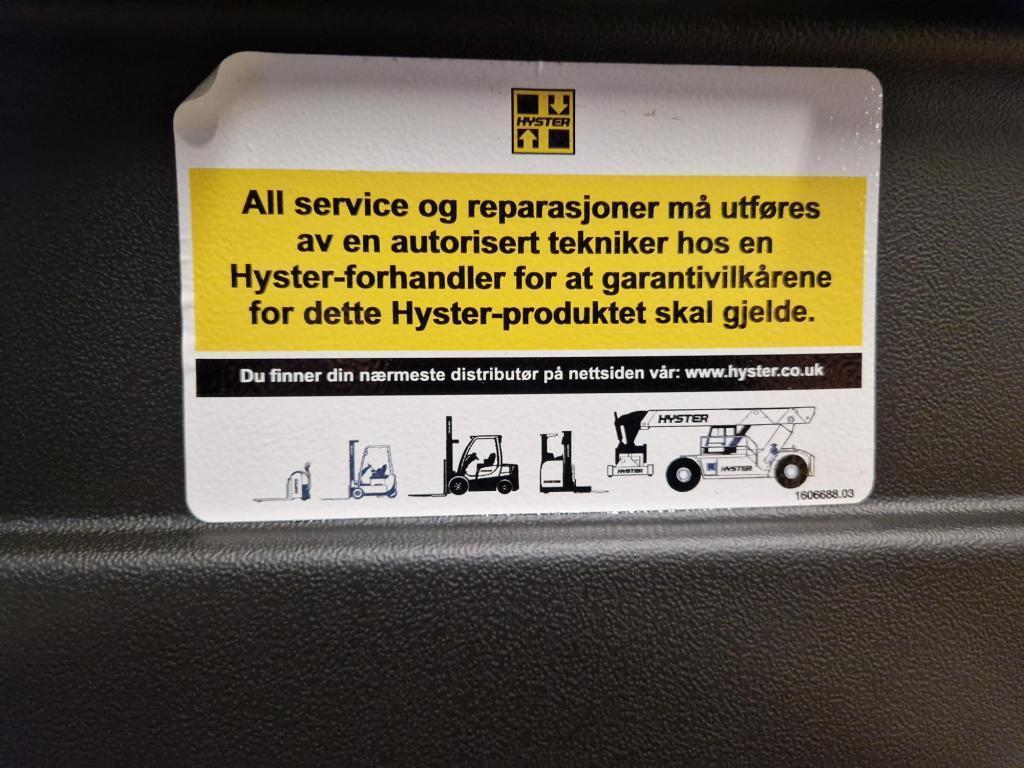 HYSTER
All service og reparasjoner må utføres
av en autorisert tekniker hos en
Hyster-forhandler for at garantivilkårene
for dette Hyster-produktet skal gjelde.
Du finner din nærmeste distributør på nettsiden vår: www.hyster.co.uk
HYSTER
HYSTER
HYSTER
HYSTER
1606688.03